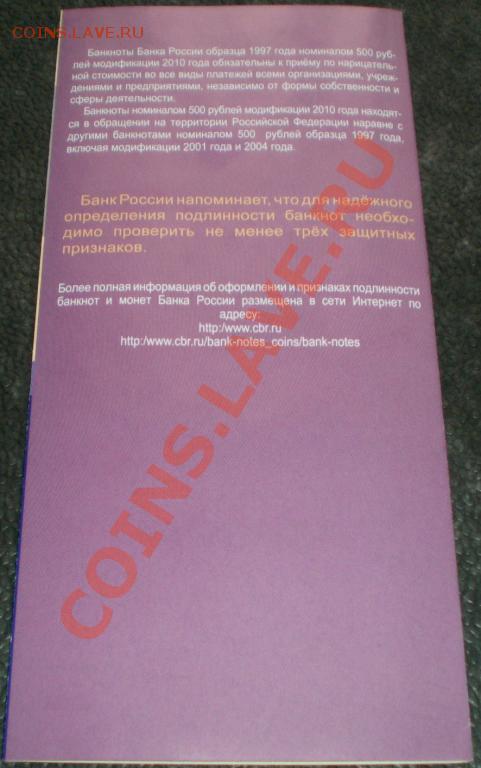 COINS.LAVE.RU
Банкноты Банка России образца 1997 года номиналом 500 руб-
лей модификации 2010 года обязательны к приёму по нарицатель-
ной стоимости во все виды платежей всеми организациями, учреж-
дениями и предприятиями, независимо от формы собственности и
сферы деятельности.
Банкноты номиналом 500 рублей модификации 2010 года находят-
ся в обращении на территории Российской Федерации наравне с
другими банкнотами номиналом 500 рублей образца 1997 года,
включая модификации 2001 года и 2004 года.
Банк России напоминает, что для надёжного
определения подлинности банкнот необхо-
димо проверить не менее трёх защитных
признаков.
Более полная информация об оформлении и признаках подлинности
банкнот и монет Банка России размещена в сети Интернет по
адресу:
http:/www.cbr.ru
http:/www.cbr.ru/bank-notes_coins/bank-notes
COINS.LAVE.RU